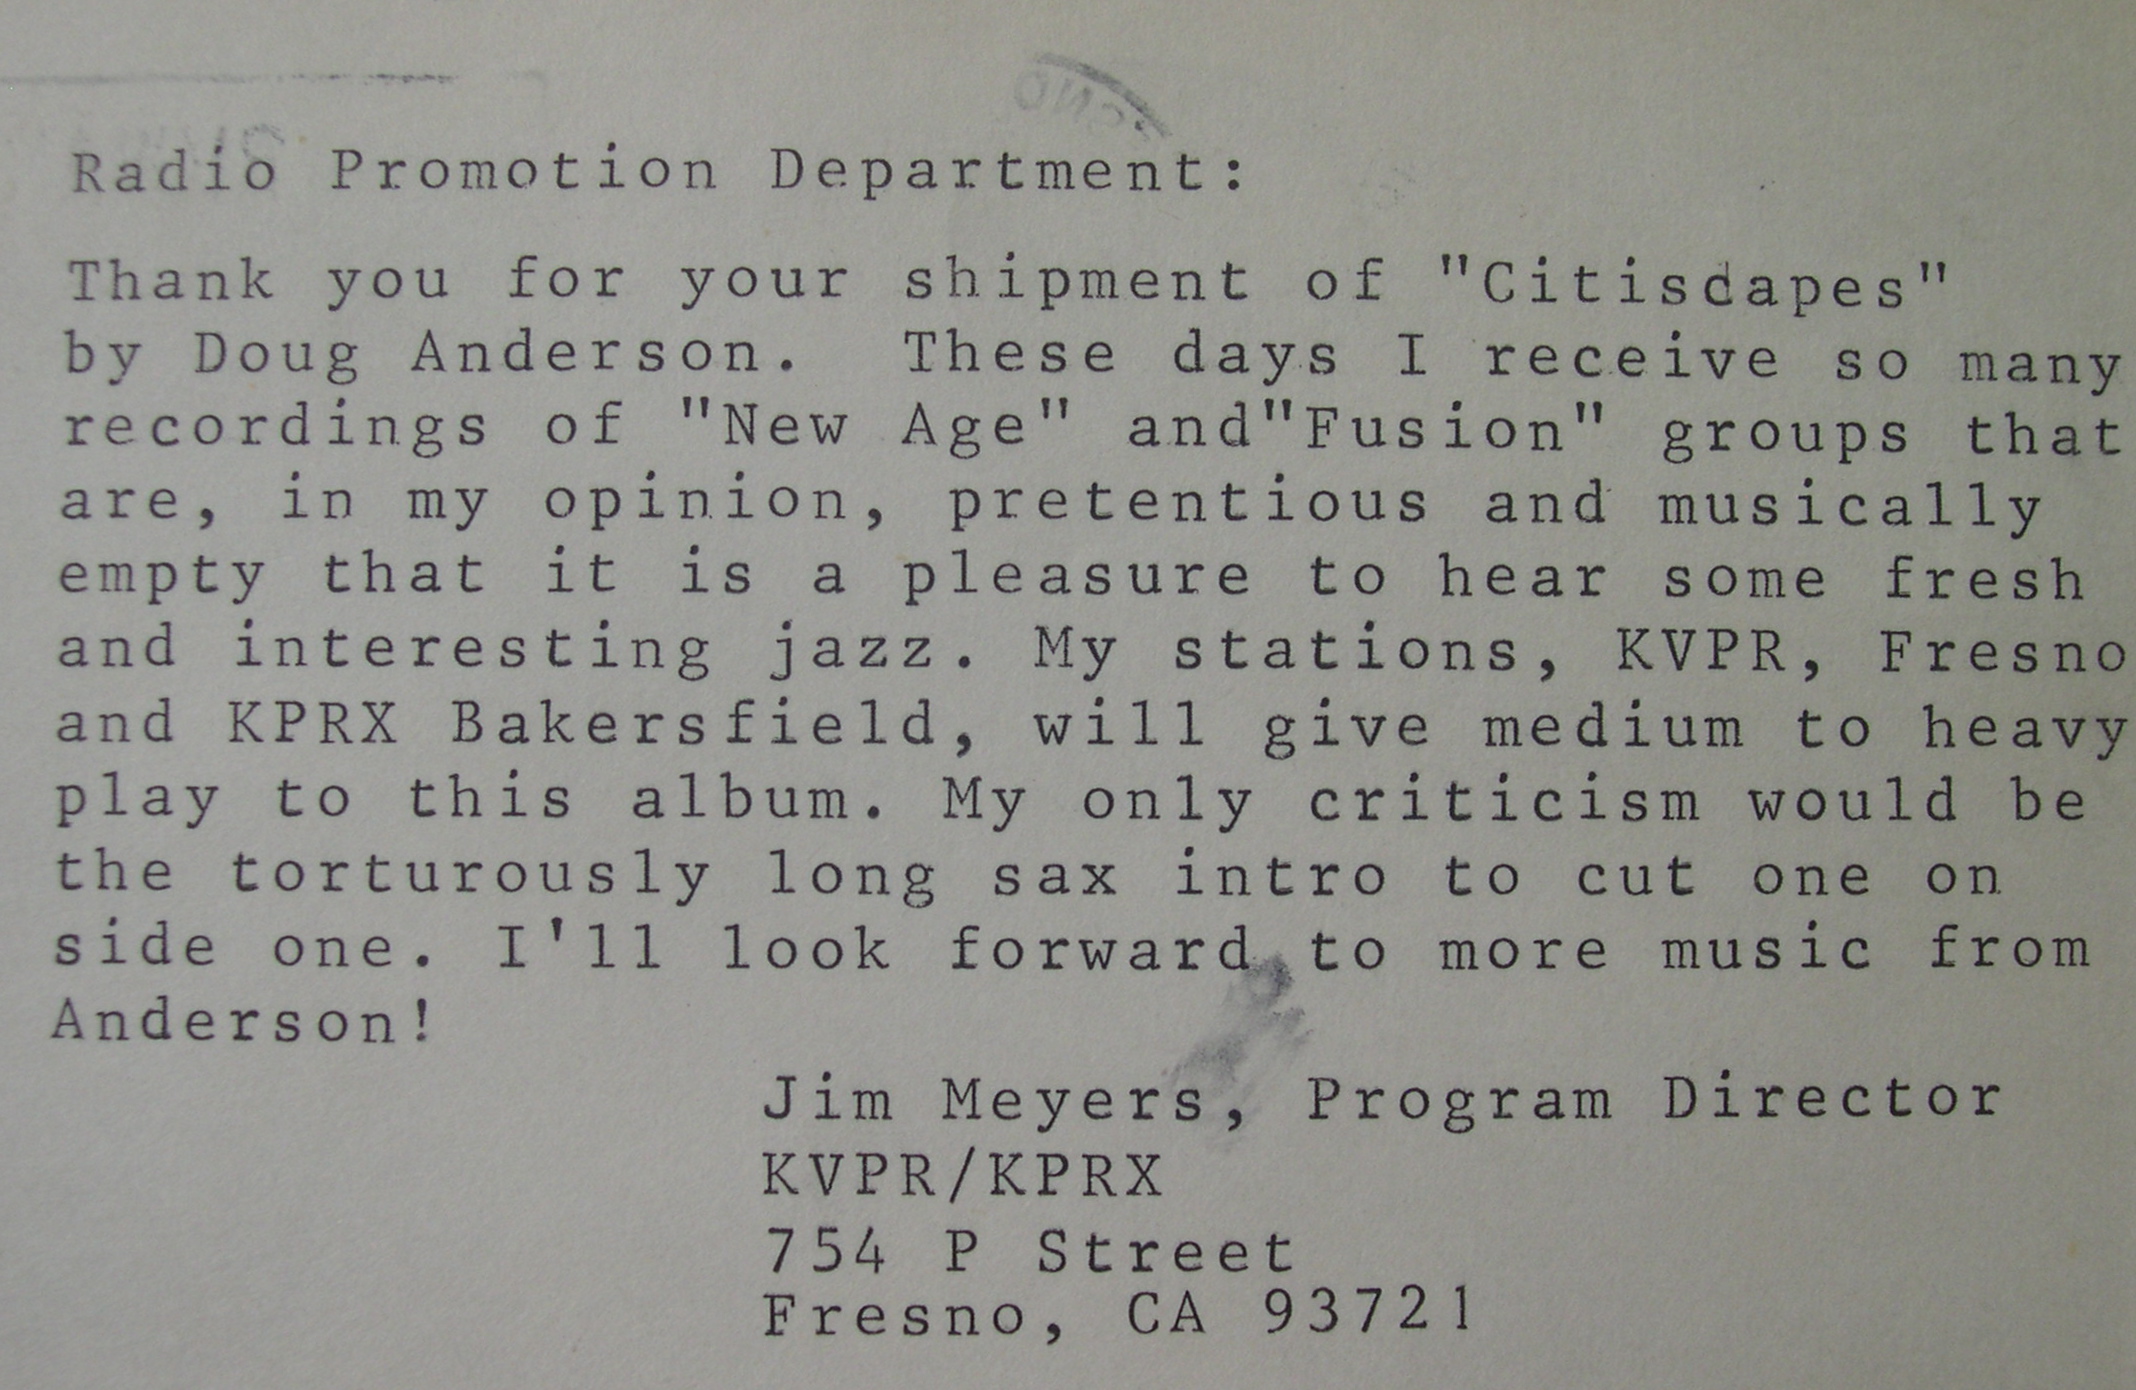 Radio Promotion Department:
Thank you for your shipment of "Citiscapes"
by Doug Anderson.  These days I receive so many
recordings of "New Age" and"Fusion" groups that
are, in my opinion, pretentious and musically
empty that it is a pleasure to hear some fresh
and interesting jazz. My stations, KVPR, Fresno
and KPRX Bakersfield, will give medium to heavy
play to this album. My only criticism would be
the torturously long sax intro to cut one on
side one. I'll look forward to more music from
Anderson!
Jim Meyers, Program Director
KVPR/KPRX
754 P Street
Fresno, CA 93721